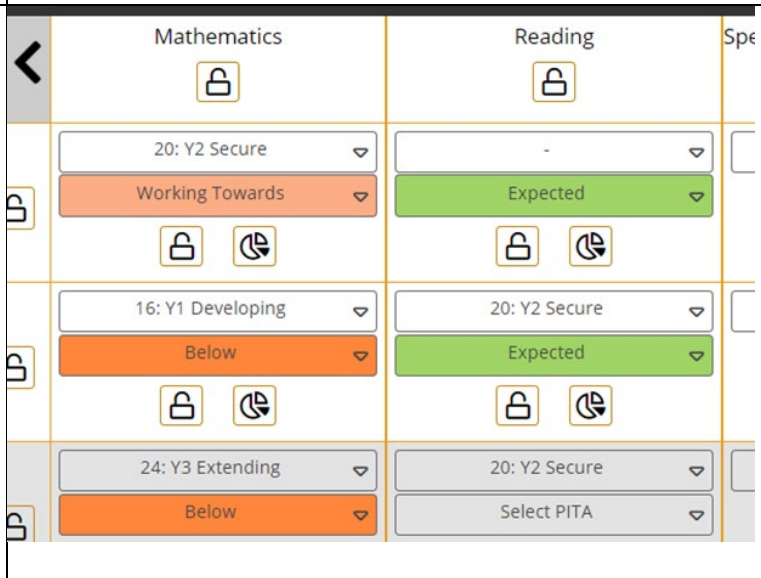 Mathematics Reading Spe
20: Y2 Secure -
Working Towards Expected
16: Y1 Developing 20: Y2 Secure
Below Expected
24: Y3 Extending 20: Y2 Secure
Below Select PITA